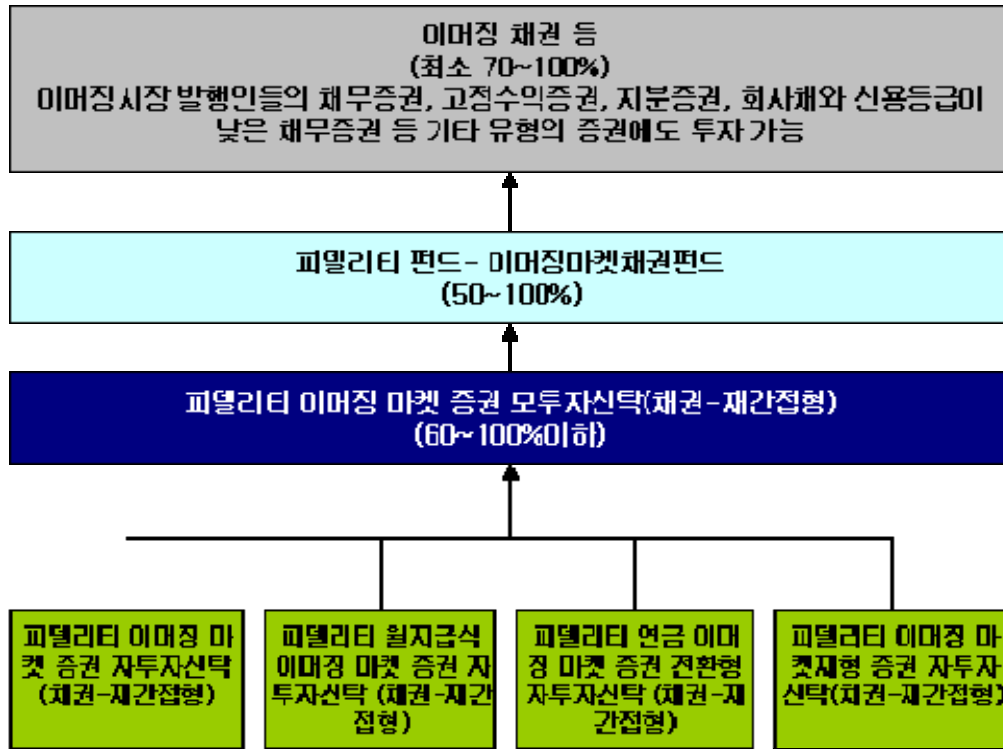 이머징 채권 등
(최소 70~100%)
이머징시장 발행인들의 채무증권, 고정수익증권, 지분증권, 회사채와 신용등급이
낮은 채무증권 등 기타 유형의 증권에도 투자 가능
피델리티 펀드- 이머징마켓채권펀드
(50~100%)
피델리티 이머징 마켓 증권 모투자신탁(채권-재간접형)
(60~100%이하)
피델리티 이머징 마
켓 증권 자투자신탁
(채권-재간접형)
피델리티 월지급식
이머징 마켓 증권 자
투자신탁 (채권-재간
접형)
피델리티 연금 이머
징 마켓 증권 전환형
자투자신탁 (채권-재
간접형)
피델리티 이머징 마
켓재형 증권 자투자
신탁(채권-재간접형)